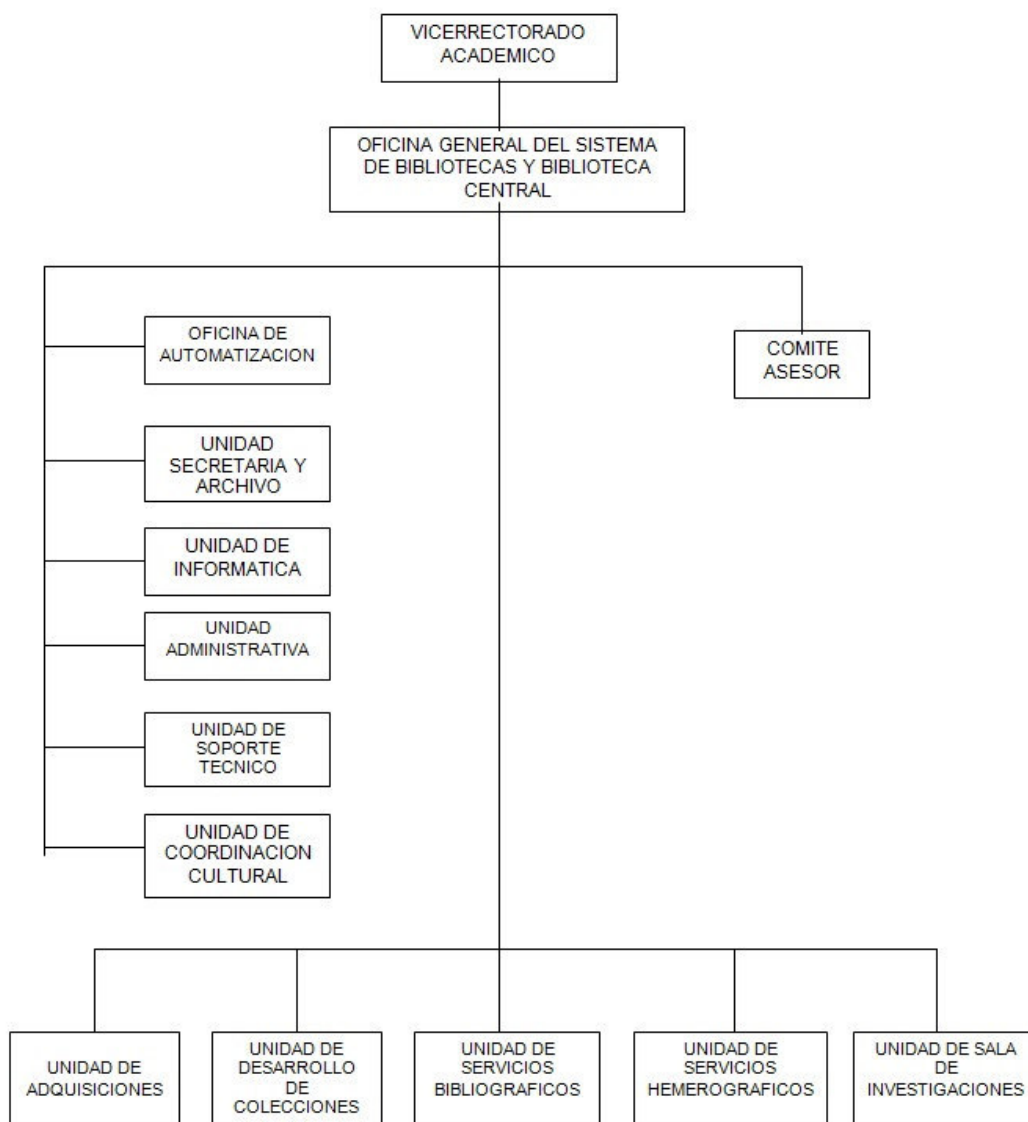 VICERRECTORADO
ACADEMICO
OFICINA GENERAL DEL SISTEMA
DE BIBLIOTECAS Y BIBLIOTECA
CENTRAL
OFICINA DE
AUTOMATIZACION
COMITE
ASESOR
UNIDAD
SECRETARIA Y
ARCHIVO
UNIDAD DE
INFORMATICA
UNIDAD
ADMINISTRATIVA
UNIDAD DE
SOPORTE
TECNICO
UNIDAD DE
COORDINACION
CULTURAL
UNIDAD DE
ADQUISICIONES
UNIDAD DE
DESARROLLO
DE
COLECCIONES
UNIDAD DE
SERVICIOS
BIBLIOGRAFICOS
UNIDAD DE
SERVICIOS
HEMEROGRAFICOS
UNIDAD DE SALA
DE
INVESTIGACIONES